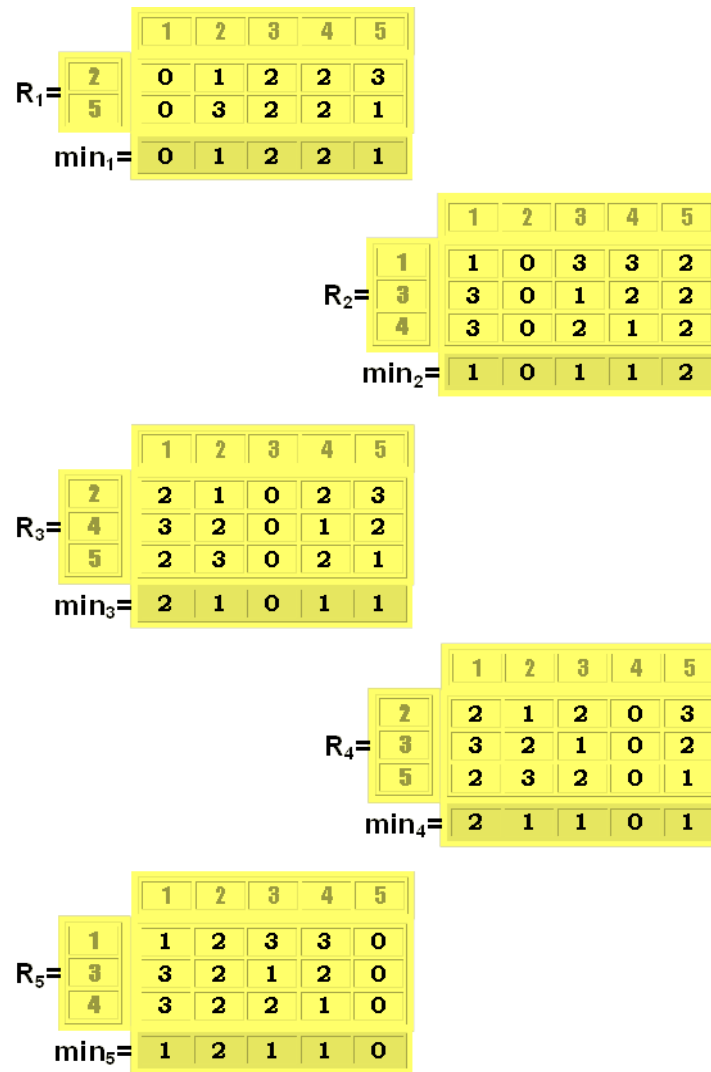 1 2 3 4 5
R1= 2 0 1 2 2 3
5 0 3 2 2 1
min1= 0 1 2 2 1
1 2 3 4 5
1 1 0 3 3 2
R2= 3 3 0 1 2 2
4 3 0 2 1 2
min2= 1 0 1 1 2
1 2 3 4 5
2 2 1 0 2 3
R3= 4 3 2 0 1 2
5 2 3 0 2 1
min3= 2 1 0 1 1
1 2 3 4 5
2 2 1 2 0 3
R4= 3 3 2 1 0 2
5 2 3 2 0 1
min4= 2 1 1 0 1
1 2 3 4 5
1 1 2 3 3 0
R5= 3 3 2 1 2 0
4 3 2 2 1 0
min5= 1 2 1 1 0